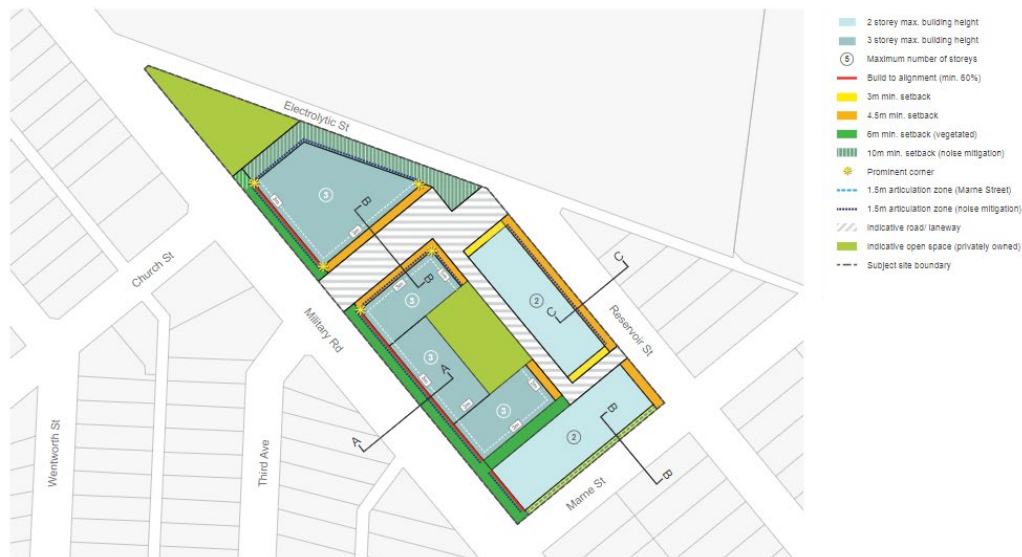 2 storey max. building height
3 storey max. building height
5 Maximum number of storeys
Build to alignment (min. 60%)
3m min. setback
4.5m min. setback
6m min. setback (vegetated)
10m min. setback (noise mitigation)
Prominent corner
1.5m articulation zone (Marne Street)
1.5m articulation zone (noise mitigation)
Indicative road/ laneway
Indicative open space (privately owned)
Subject site boundary
Electrolytic St
Church St
Military Rd
Reservoir St
Wentworth St
Third Ave
Marne St
3
3
3
3
2
2
A
A
B
B
B
B
C
C